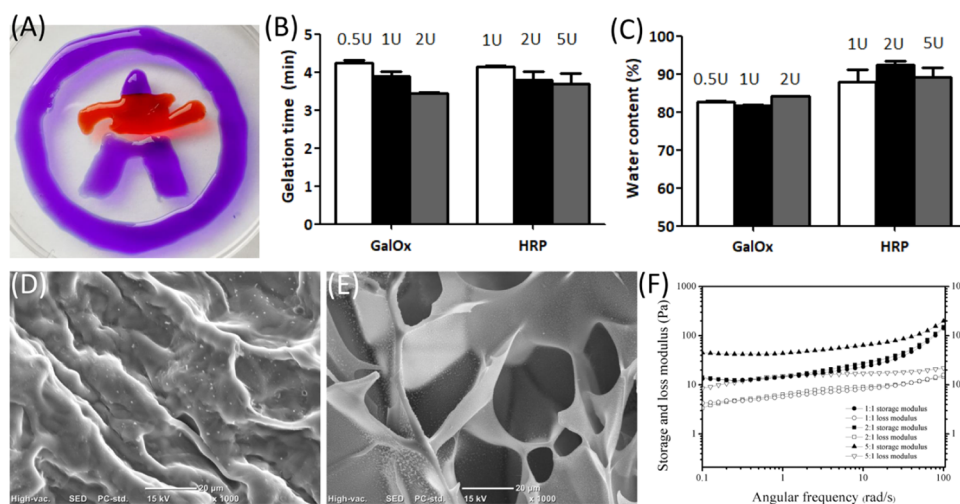 (A)
(B)
Gelation time (min)
5
4
3
2
1
0
0.5U 1U 2U 1U 2U 5U
GalOx HRP
(C)
Water content (%)
100
90
80
70
60
50
0.5U 1U 2U 1U 2U 5U
GalOx HRP
(D)
High-vac. SED PC-std. 15 kV x 1000 20 μm
(E)
High-vac. SED PC-std. 15 kV x 1000 20 μm
(F)
Storage and loss modulus (Pa)
1000
100
10
1
0.1 1 10 100
1:1 storage modulus
1:1 loss modulus
2:1 storage modulus
2:1 loss modulus
5:1 storage modulus
5:1 loss modulus
Angular frequency (rad/s)